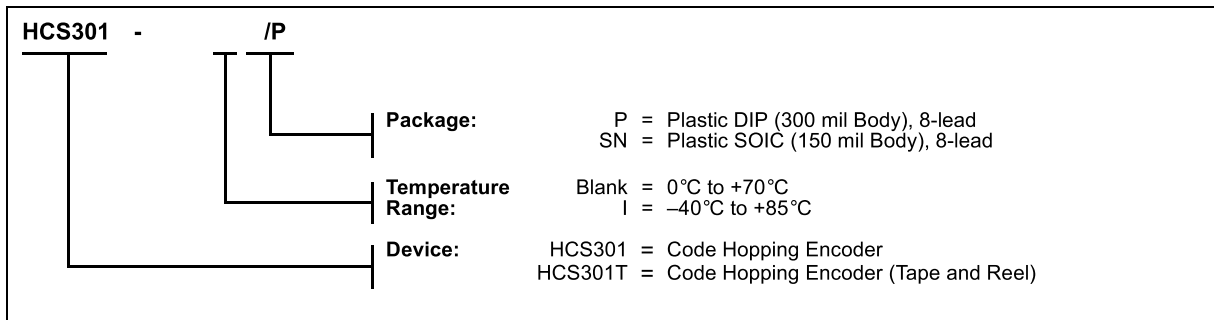 HCS301 - /P
Package: P = Plastic DIP (300 mil Body), 8-lead
SN = Plastic SOIC (150 mil Body), 8-lead
Temperature Blank = 0°C to +70°C
Range: I = –40°C to +85°C
Device: HCS301 = Code Hopping Encoder
HCS301T = Code Hopping Encoder (Tape and Reel)